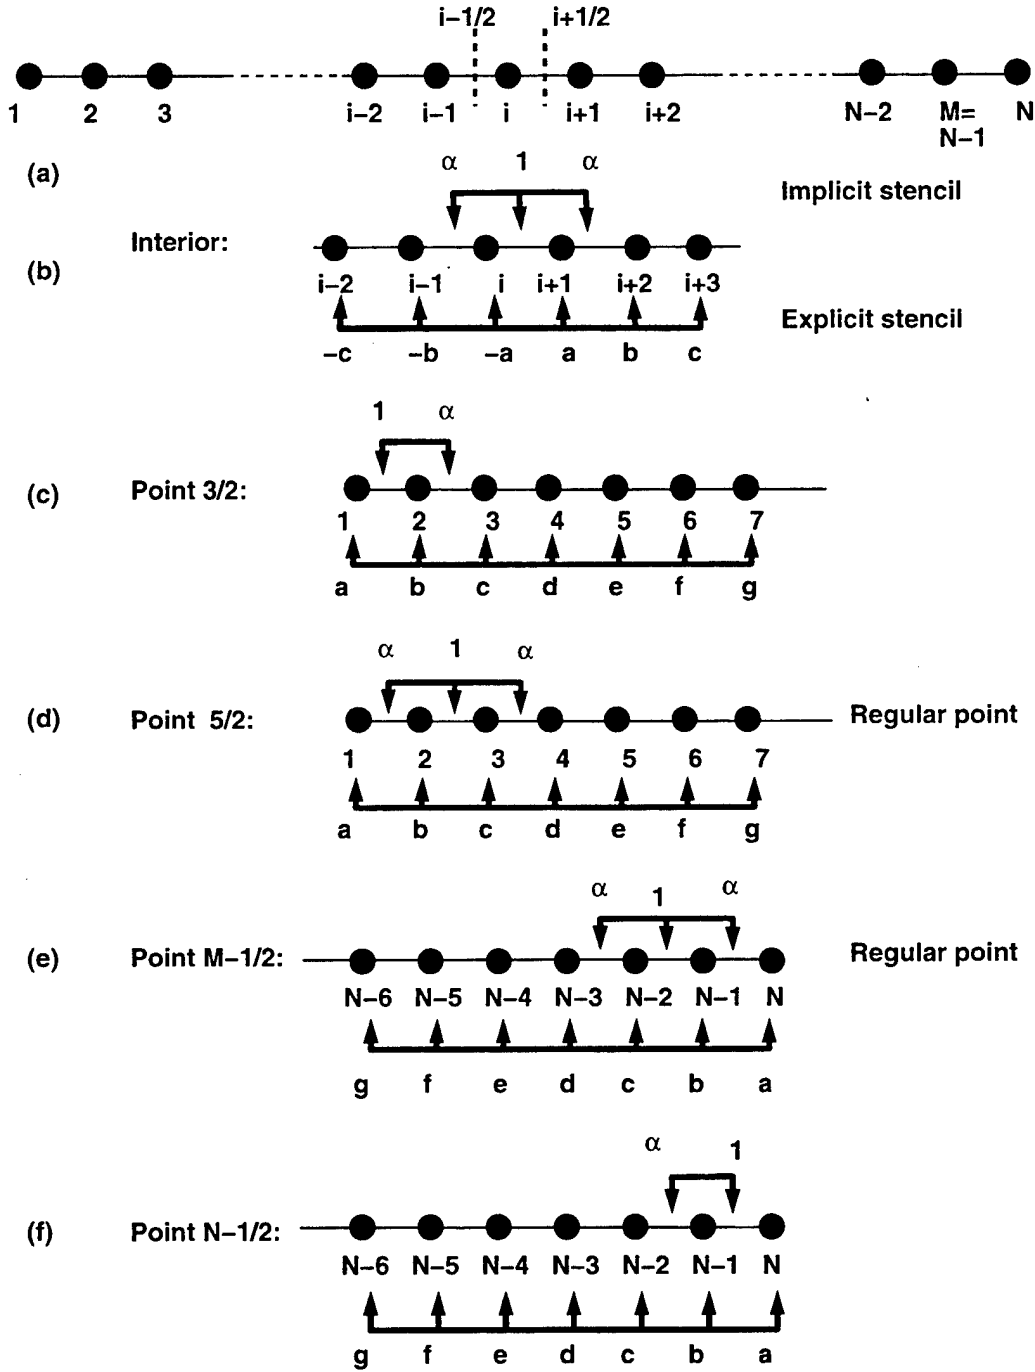 i−1/2 i+1/2
1 2 3 i−2 i−1 i i+1 i+2 N−2 M= N
N−1
(a)
α 1 α
Implicit stencil
Interior:
(b)
i−2 i−1 i i+1 i+2 i+3
Explicit stencil
−c −b −a a b c
1 α
(c) Point 3/2:
1 2 3 4 5 6 7
a b c d e f g
α 1 α
(d) Point 5/2: Regular point
1 2 3 4 5 6 7
a b c d e f g
α 1 α
(e) Point M−1/2: Regular point
N−6 N−5 N−4 N−3 N−2 N−1 N
g f e d c b a
α 1
(f) Point N−1/2:
N−6 N−5 N−4 N−3 N−2 N−1 N
g f e d c b a